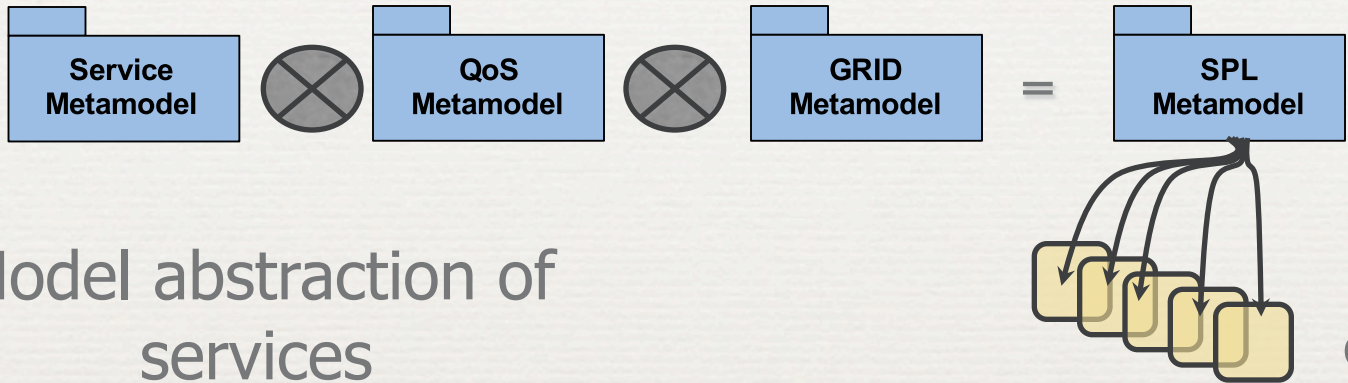 Service
Metamodel
QoS
Metamodel
GRID
Metamodel
=
SPL
Metamodel
odel abstraction of
services